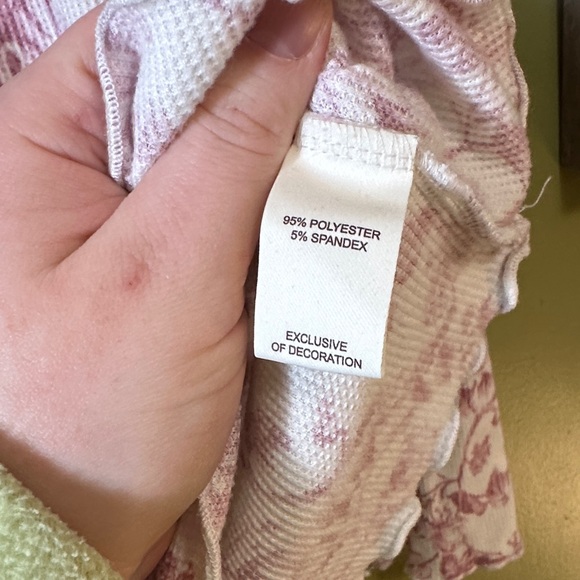 95% POLYESTER
5% SPANDEX
EXCLUSIVE
OF DECORATION